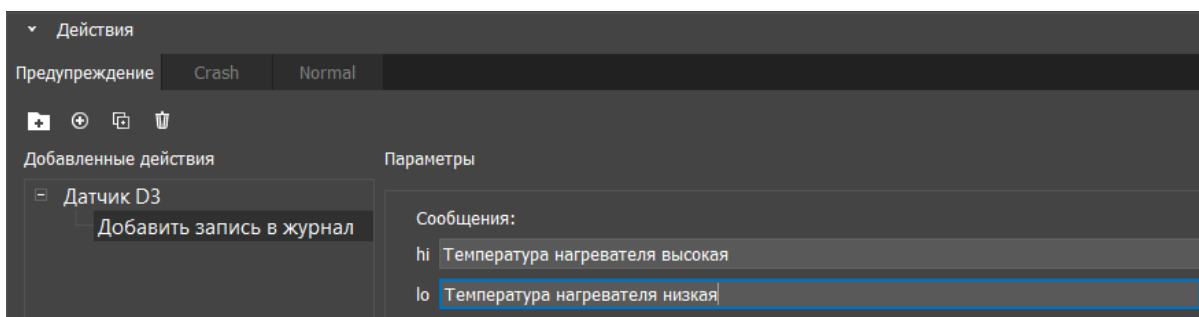 Действия
Предупреждение Crash Normal
Добавленные действия Параметры
Датчик D3
Добавить запись в журнал
Сообщения:
hi Температура нагревателя высокая
lo Температура нагревателя низкая